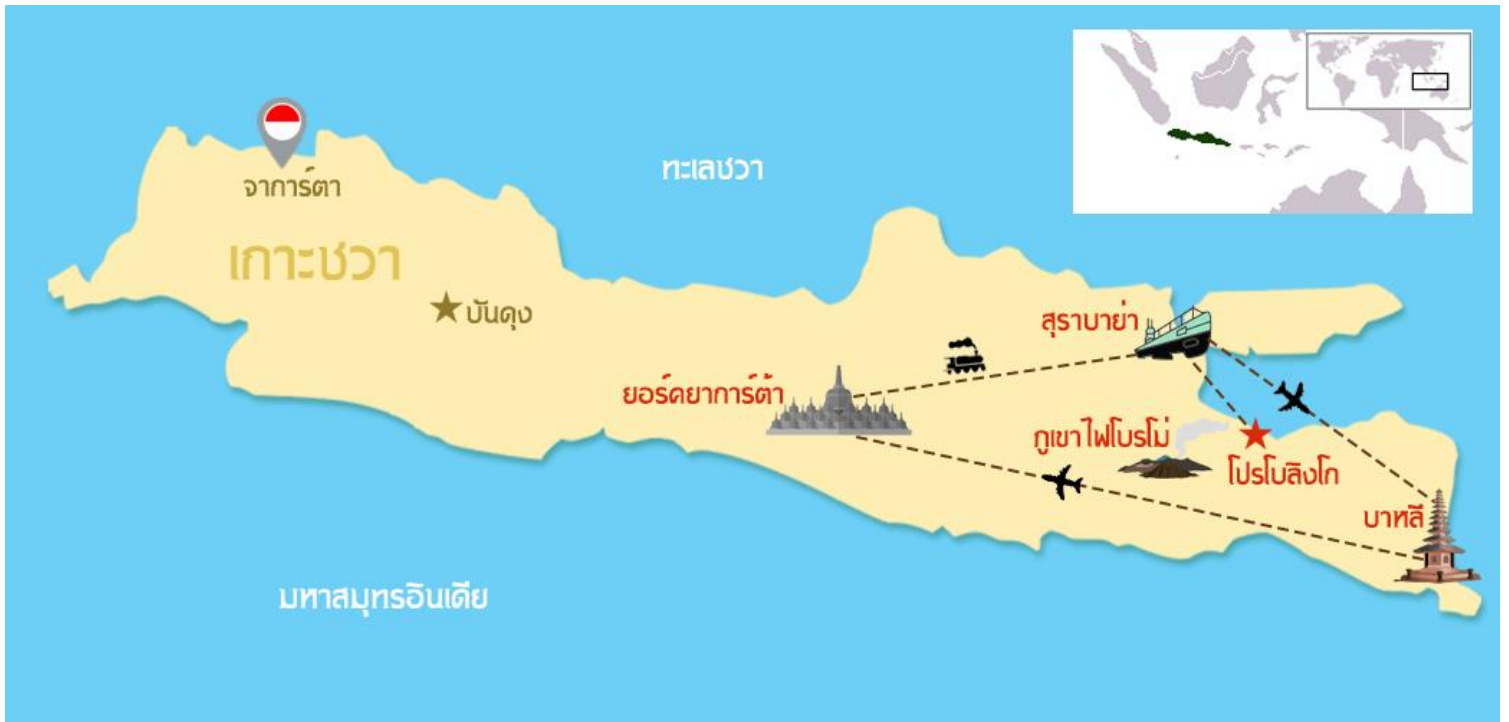 จาการ์ตา
ทะเลชวา
เกาะชวา
บันดุง
สุราบาย่า
ยอร์คยาการ์ต้า
ภูเขาไฟโบรโม่
โปรโบลิงโก
บาหลี
มหาสมุทรอินเดีย